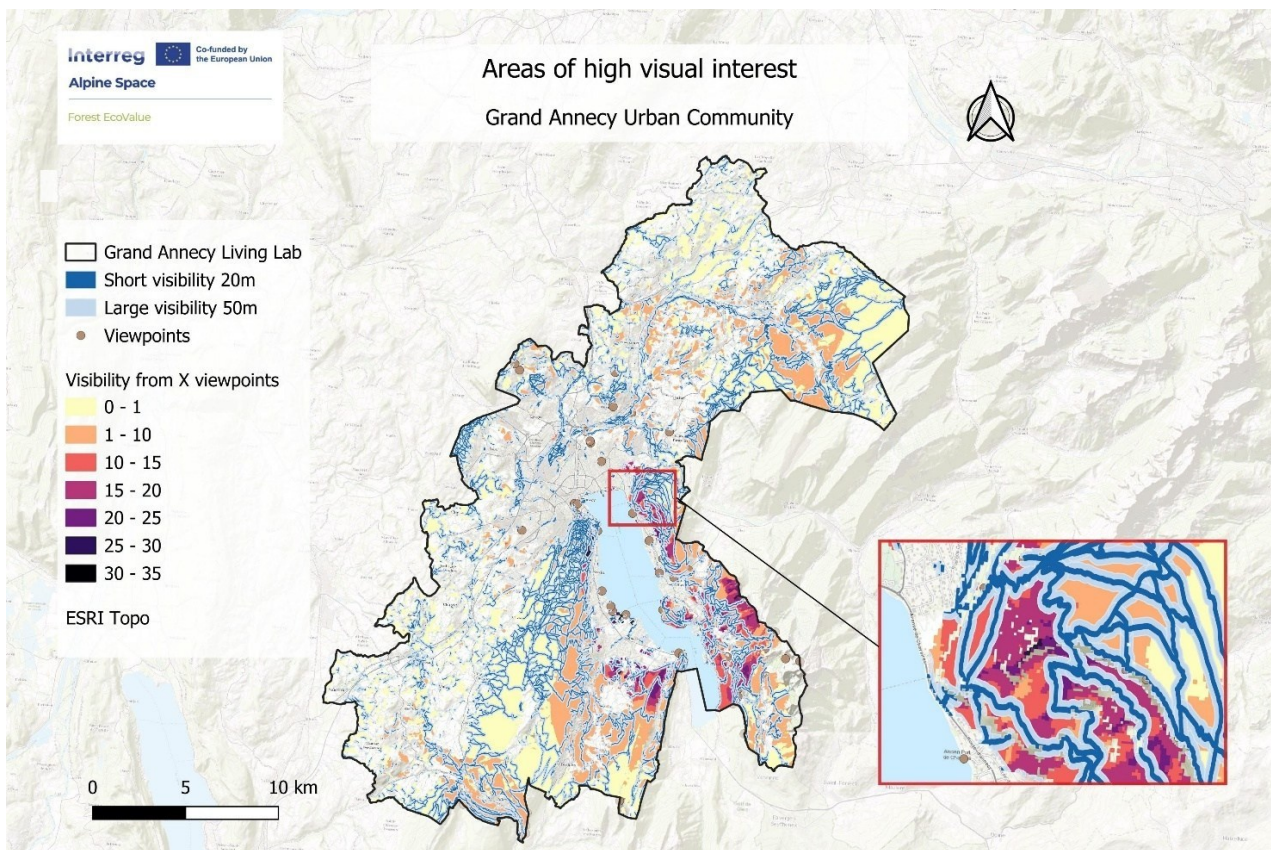 Interreg
Co-funded by
the European Union
Alpine Space
Forest EcoValue
Areas of high visual interest
Grand Annecy Urban Community
Grand Annecy Living Lab
Short visibility 20m
Large visibility 50m
Viewpoints
Visibility from X viewpoints
0 - 1
1 - 10
10 - 15
15 - 20
20 - 25
25 - 30
30 - 35
ESRI Topo
0 5 10 km